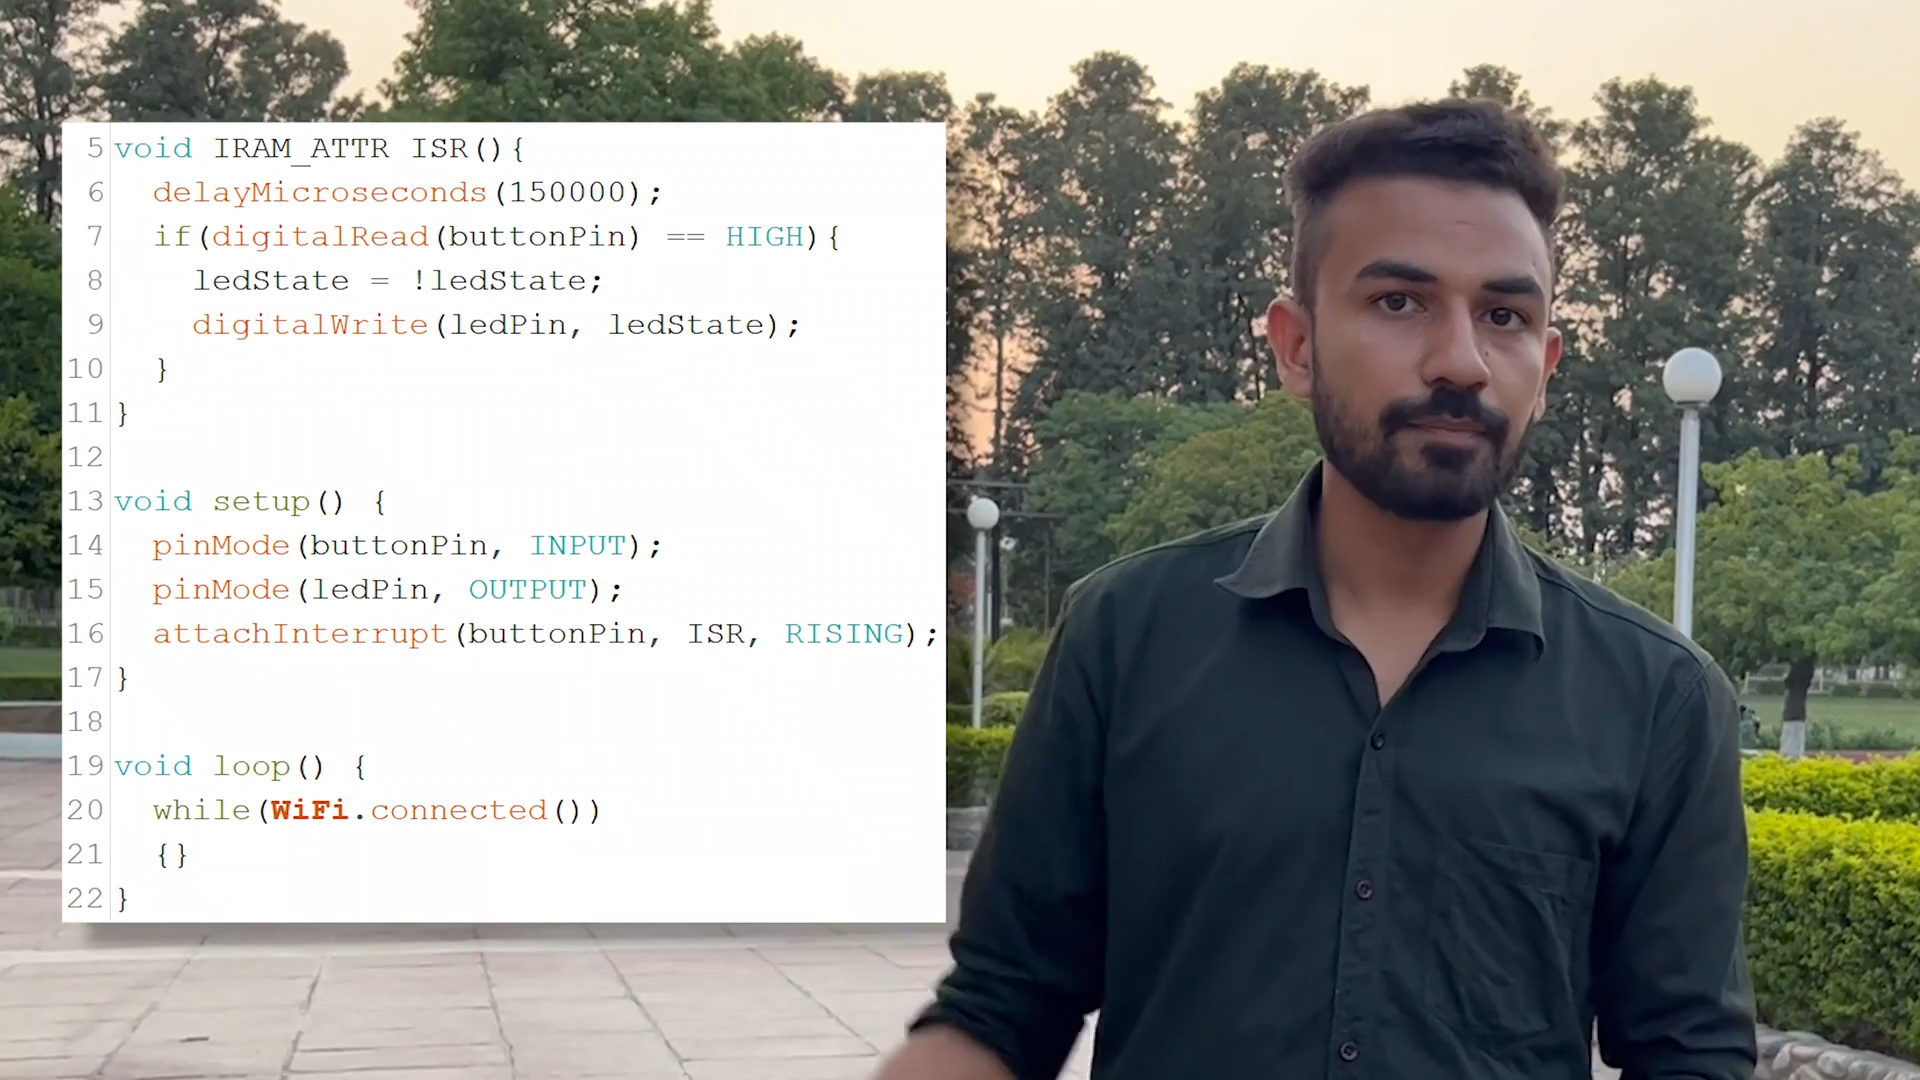 5 void IRAM_ATTR ISR(){
6 delayMicroseconds(150000);
7 if(digitalRead(buttonPin) == HIGH){
8 ledState = !ledState;
9 digitalWrite(ledPin, ledState);
10 }
11 }
12
13 void setup() {
14 pinMode(buttonPin, INPUT);
15 pinMode(ledPin, OUTPUT);
16 attachInterrupt(buttonPin, ISR, RISING);
17 }
18
19 void loop() {
20 while(WiFi.connected())
21 {}
22 }